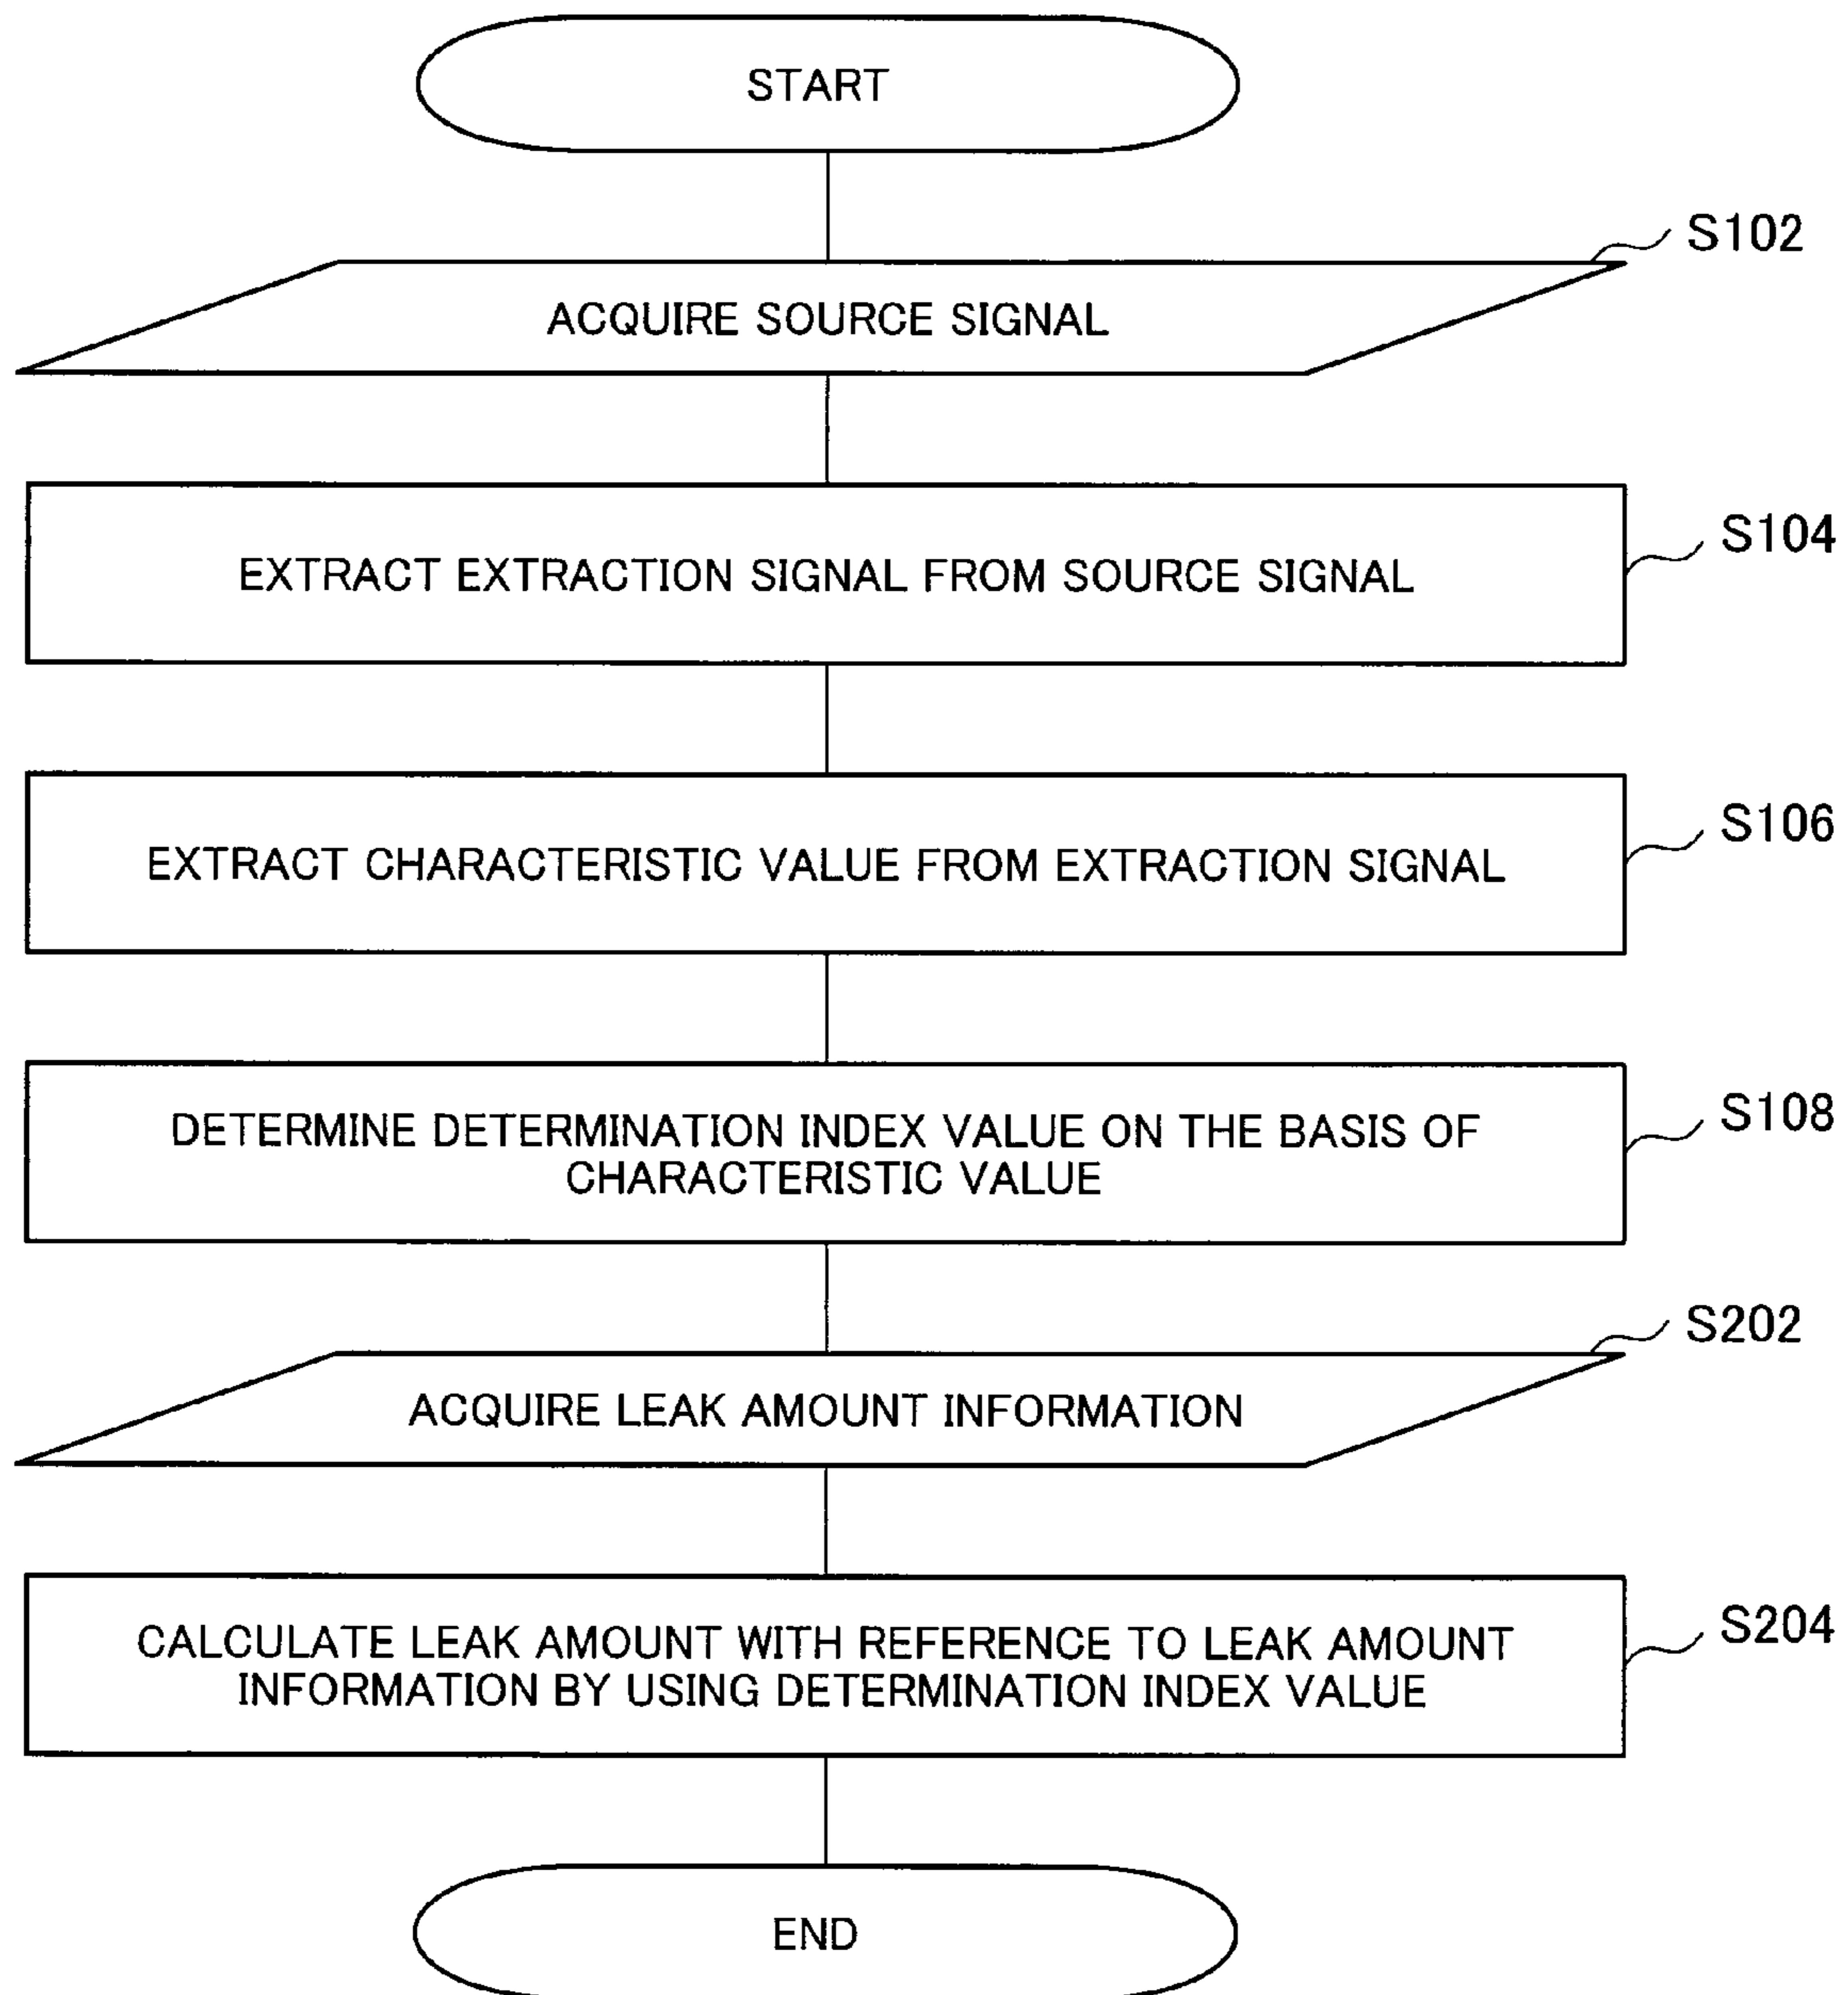 START
S102
ACQUIRE SOURCE SIGNAL
S104
EXTRACT EXTRACTION SIGNAL FROM SOURCE SIGNAL
S106
EXTRACT CHARACTERISTIC VALUE FROM EXTRACTION SIGNAL
S108
DETERMINE DETERMINATION INDEX VALUE ON THE BASIS OF
CHARACTERISTIC VALUE
S202
ACQUIRE LEAK AMOUNT INFORMATION
S204
CALCULATE LEAK AMOUNT WITH REFERENCE TO LEAK AMOUNT
INFORMATION BY USING DETERMINATION INDEX VALUE
END